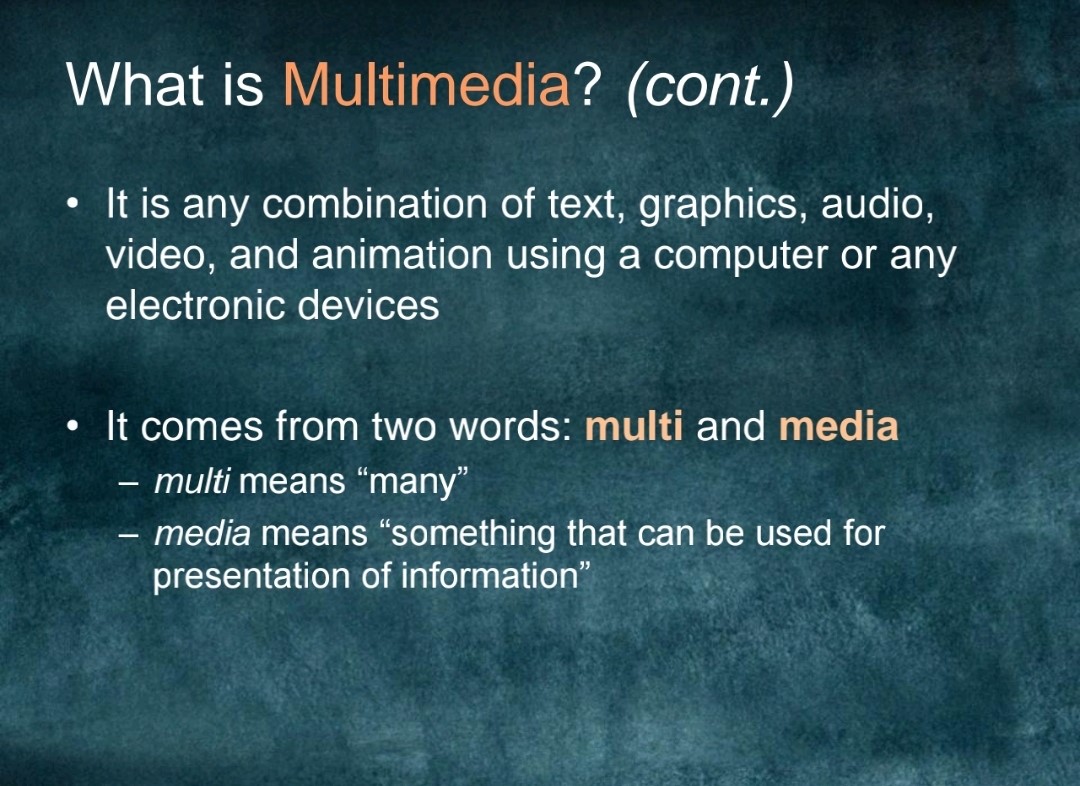 What is Multimedia? (cont.)
• It is any combination of text, graphics, audio,
video, and animation using a computer or any
electronic devices
• It comes from two words: multi and media
– multi means “many”
– media means “something that can be used for
presentation of information”